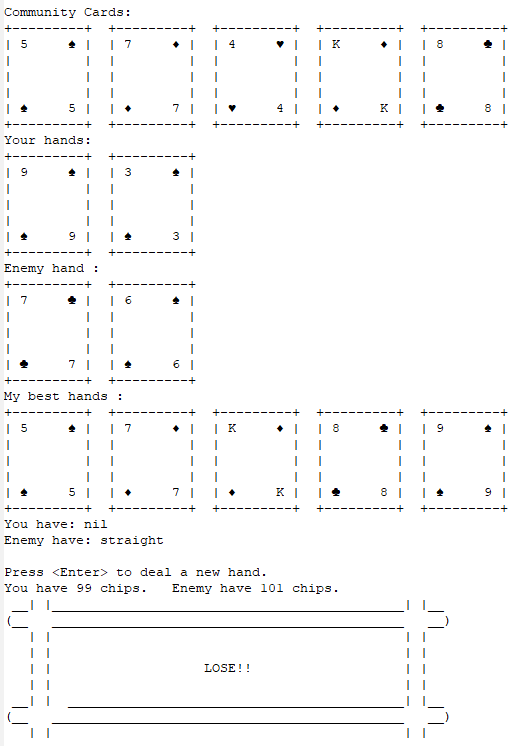 Community Cards:
5 ♠ 7 ♦ 4 ♥ K ♦ 8 ♣
♠ 5 ♦ 7 ♥ 4 ♦ K ♣ 8
Your hands:
9 ♠ 3 ♠
♠ 9 ♠ 3
Enemy hand :
7 ♣ 6 ♠
♣ 7 ♠ 6
My best hands :
5 ♠ 7 ♦ K ♦ 8 ♣ 9 ♠
♠ 5 ♦ 7 ♦ K ♣ 8 ♠ 9
You have: nil
Enemy have: straight
Press <Enter> to deal a new hand.
You have 99 chips. Enemy have 101 chips.
LOSE!!